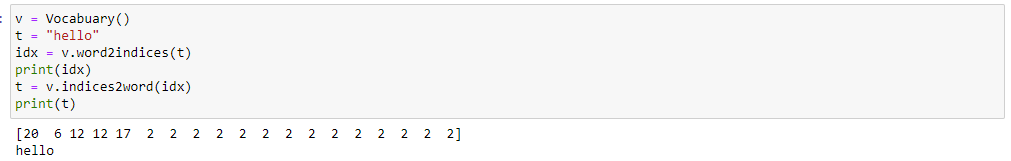 v = Vocabuary()
t = "hello"
idx = v.word2indices(t)
print(idx)
t = v.indices2word(idx)
print(t)
[20  6 12 12 17  2  2  2  2  2  2  2  2  2  2  2  2  2  2]
hello